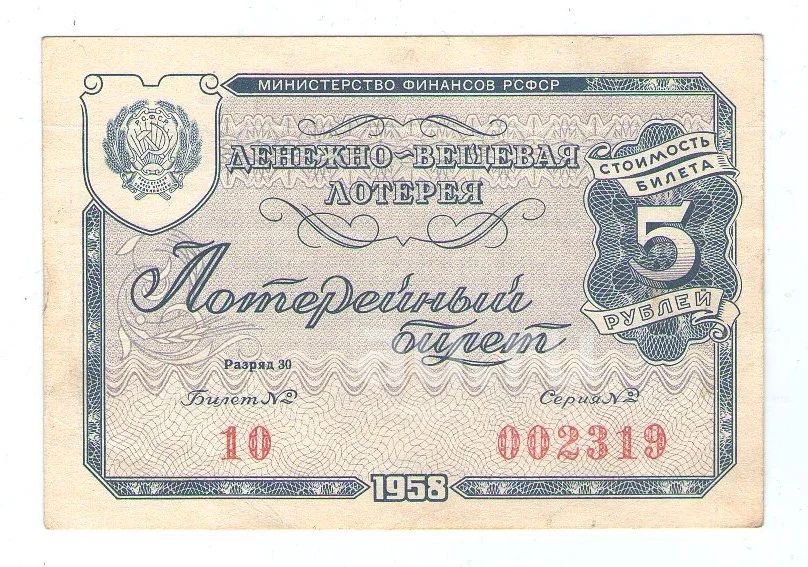 МИНИСТЕРСТВО ФИНАНСОВ РСФСР
РСФСР
ДЕНЕЖНО-ВЕЩЕВАЯ
ЛОТЕРЕЯ
СТОИМОСТЬ
БИЛЕТА
5
РУБЛЕЙ
Лотерейный
билет
Разряд 30
Билет №
Серия №
10
002319
1958